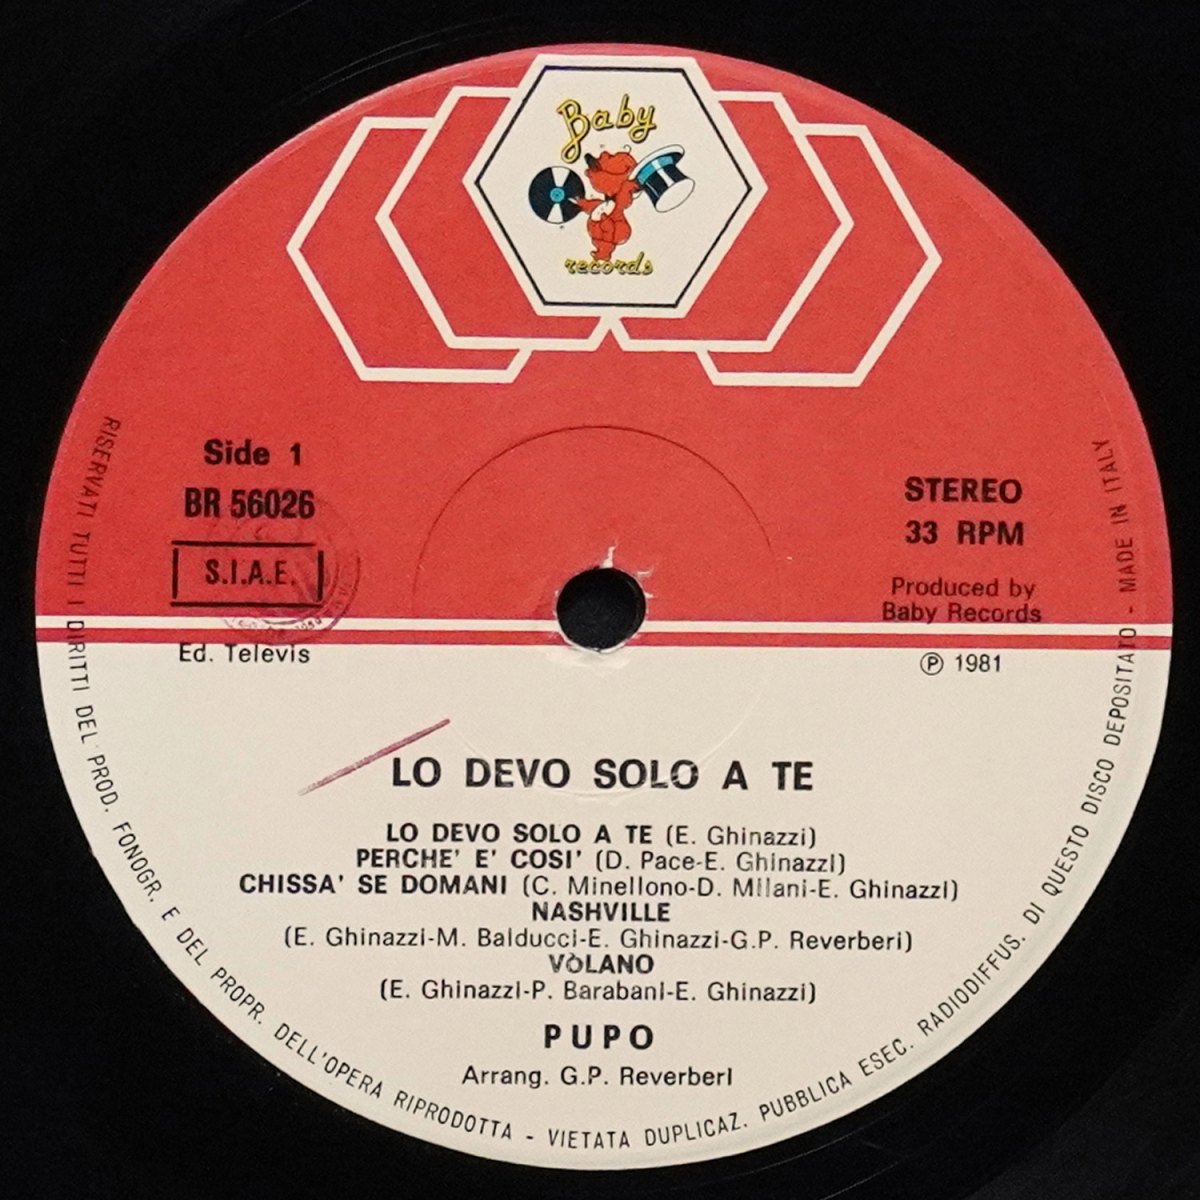 Baby
records
Side 1
BR 56026
S.I.A.E.
Ed. Televis
STEREO
33 RPM
Produced by
Baby Records
℗ 1981
LO DEVO SOLO A TE
LO DEVO SOLO A TE (E. Ghinazzi)
PERCHE' E' COSI' (D. Pace-E. Ghinazzi)
CHISSA' SE DOMANI (C. Minellono-D. Milani-E. Ghinazzi)
NASHVILLE
(E. Ghinazzi-M. Balducci-E. Ghinazzi-G.P. Reverberi)
VÒLANO
(E. Ghinazzi-P. Barabani-E. Ghinazzi)
PUPO
Arrang. G.P. Reverberi
RISERVATI TUTTI I DIRITTI DEL PROD. FONOGR. E DEL PROPR. DELL'OPERA RIPRODOTTA - VIETATA DUPLICAZ. PUBBLICA ESEC. RADIODIFFUS. DI QUESTO DISCO DEPOSITATO - MADE IN ITALY